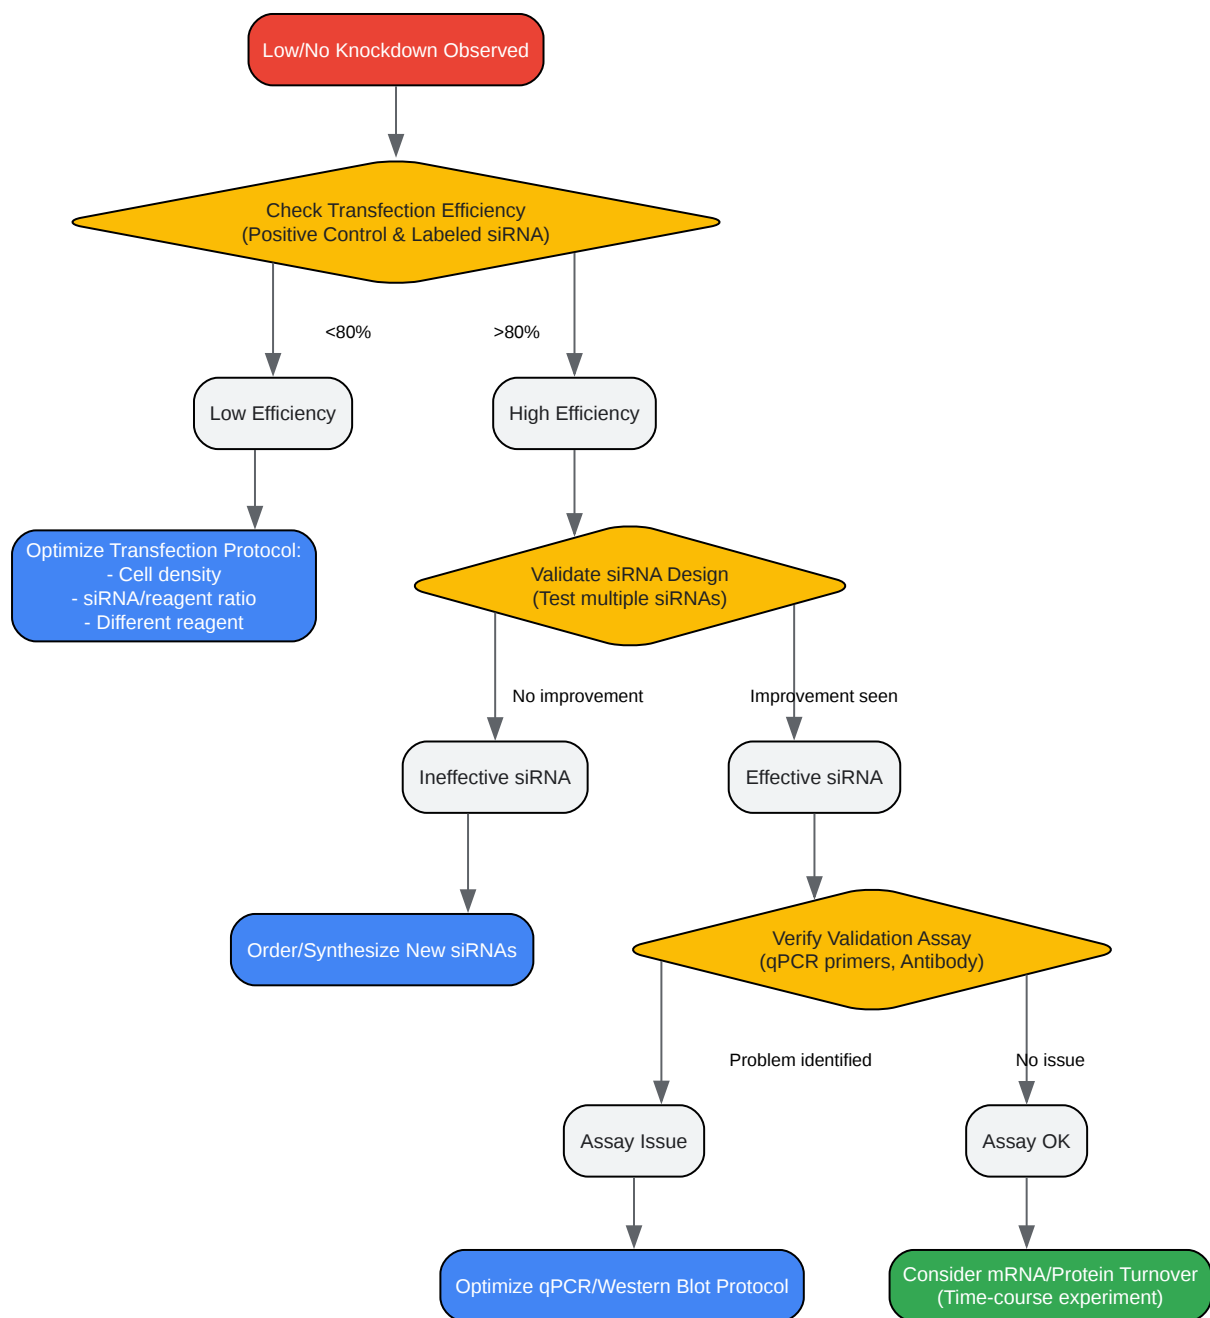 Low/No Knockdown Observed
Check Transfection Efficiency
(Positive Control & Labeled siRNA)
<80%
>80%
Low Efficiency
High Efficiency
Optimize Transfection Protocol:
- Cell density
- siRNA/reagent ratio
- Different reagent
Validate siRNA Design
(Test multiple siRNAs)
No improvement
Improvement seen
Ineffective siRNA
Effective siRNA
Order/Synthesize New siRNAs
Verify Validation Assay
(qPCR primers, Antibody)
Problem identified
No issue
Assay Issue
Assay OK
Optimize qPCR/Western Blot Protocol
Consider mRNA/Protein Turnover
(Time-course experiment)